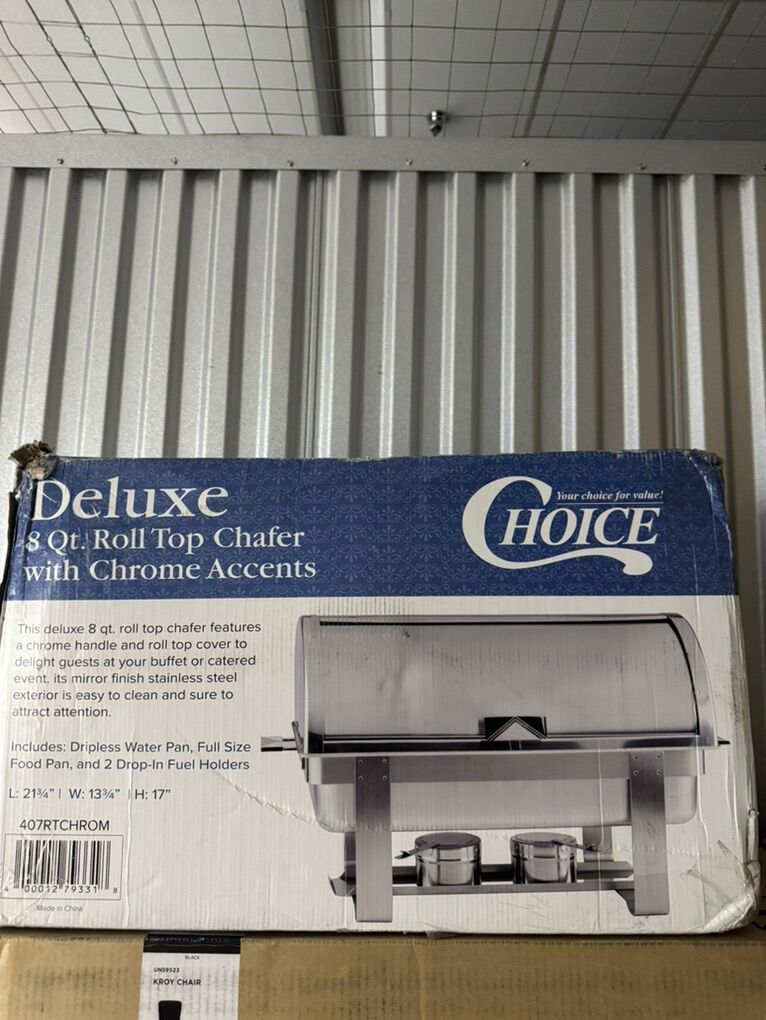 Deluxe
8 Qt. Roll Top Chafer
with Chrome Accents
Your choice for value!
CHOICE
This deluxe 8 qt. roll top chafer features
a chrome handle and roll top cover to
delight guests at your buffet or catered
event. its mirror finish stainless steel
exterior is easy to clean and sure to
attract attention.
Includes: Dripless Water Pan, Full Size
Food Pan, and 2 Drop-In Fuel Holders
L: 21¾" | W: 13¾" | H: 17"
407RTCHROM
4 00012 79331 8
Made in China
BLACK
UN59523
KROY CHAIR